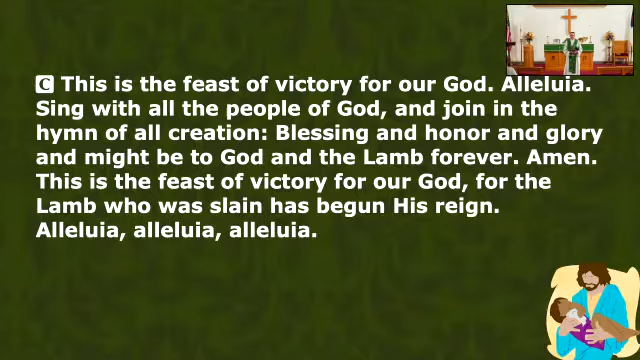 C This is the feast of victory for our God. Alleluia.
Sing with all the people of God, and join in the
hymn of all creation: Blessing and honor and glory
and might be to God and the Lamb forever. Amen.
This is the feast of victory for our God, for the
Lamb who was slain has begun His reign.
Alleluia, alleluia, alleluia.